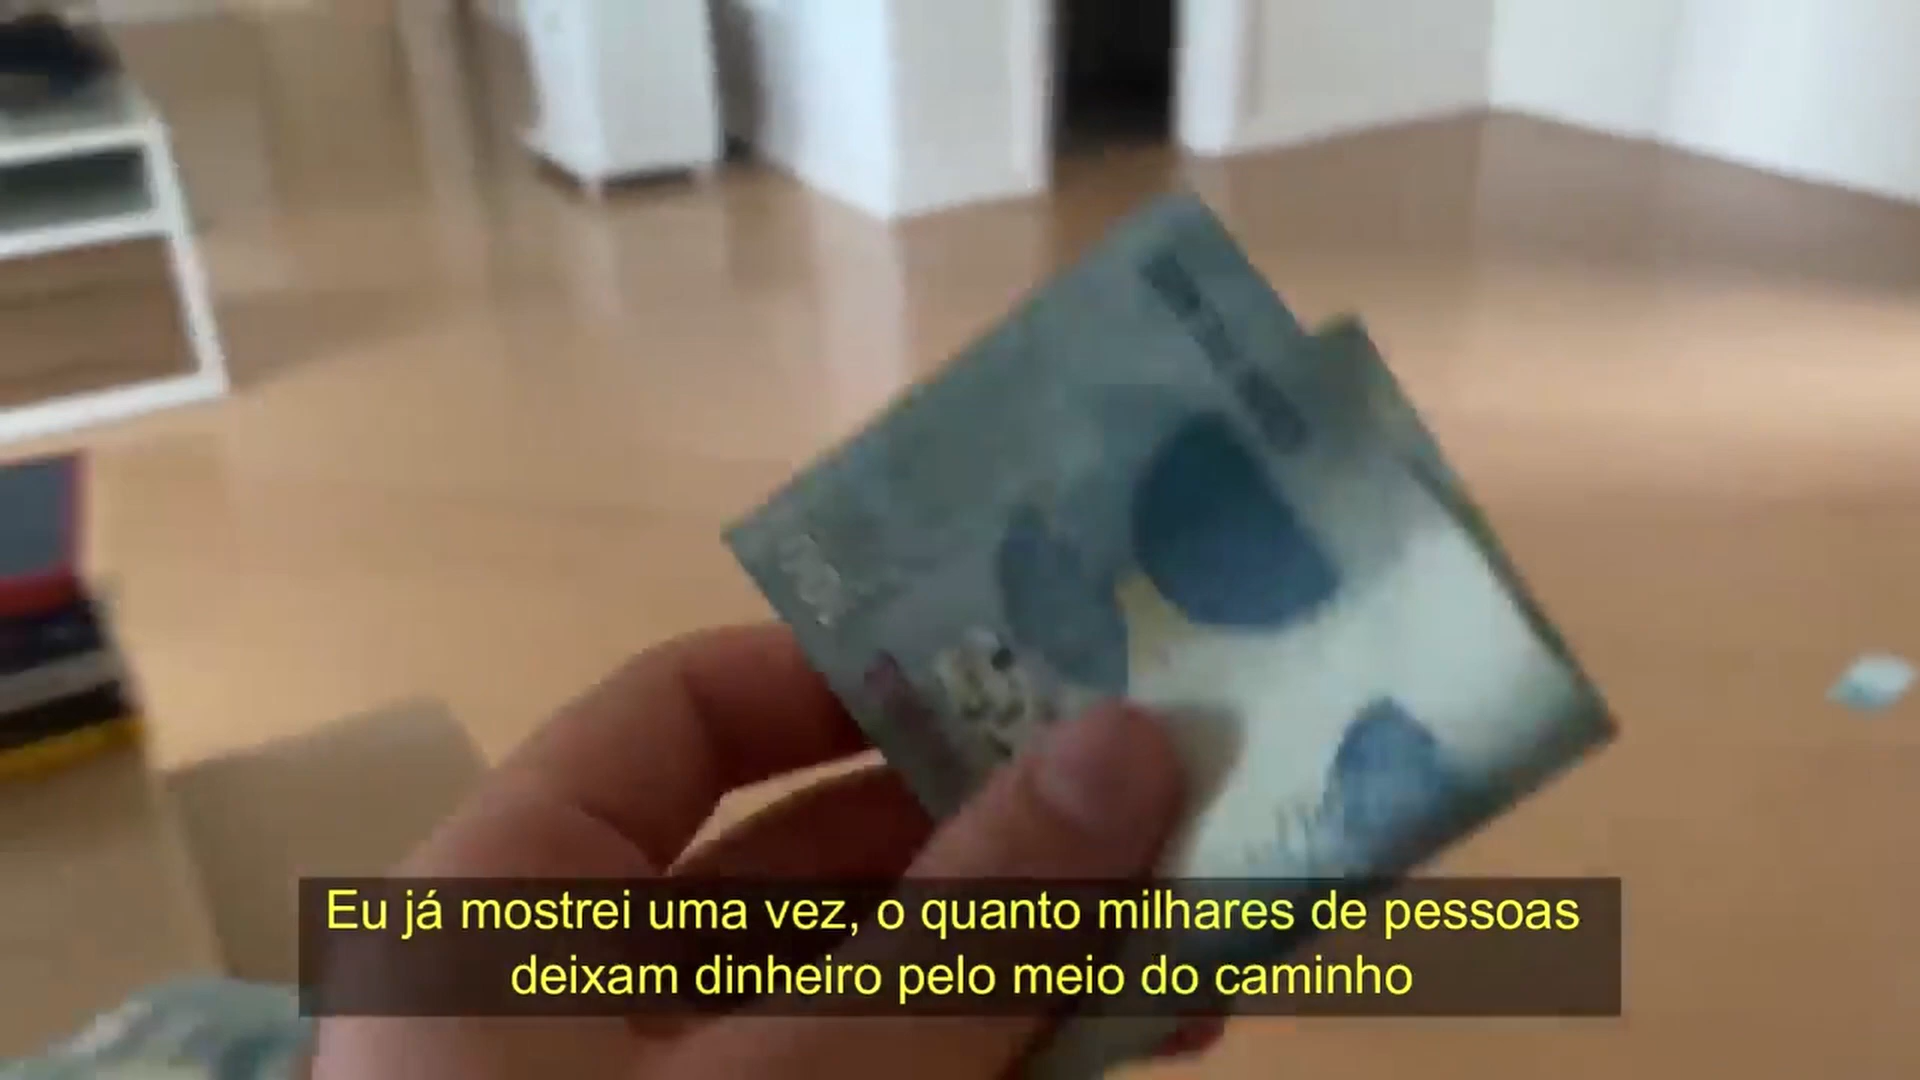 Eu já mostrei uma vez, o quanto milhares de pessoas
deixam dinheiro pelo meio do caminho